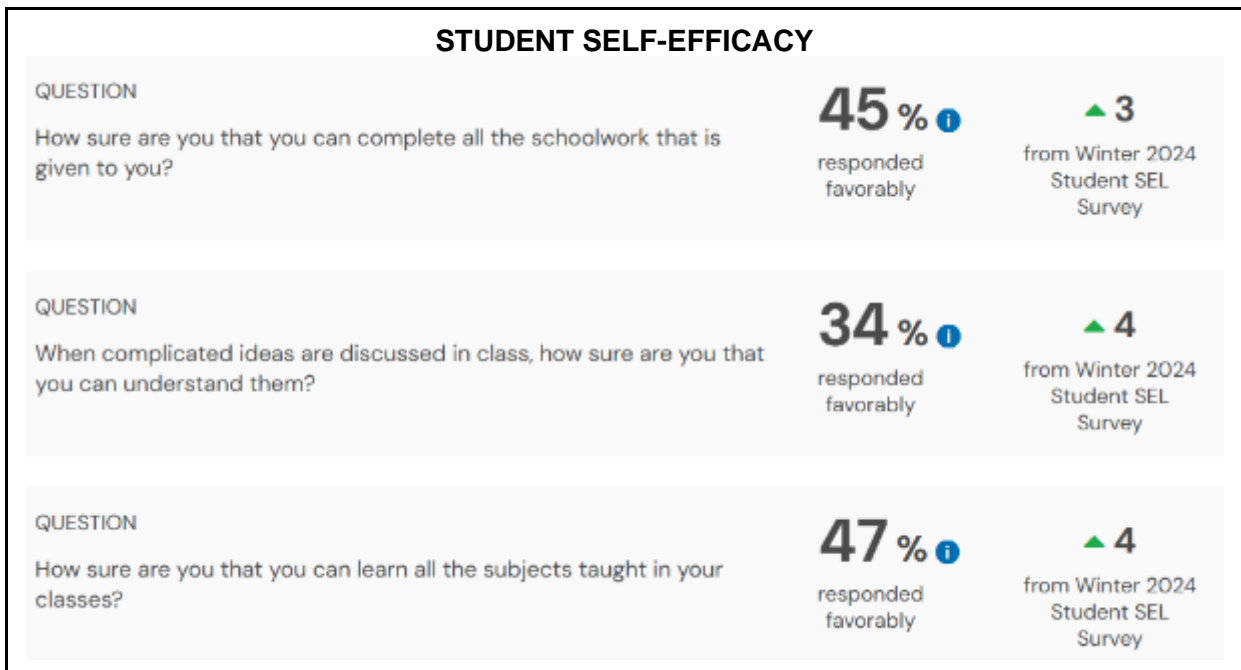 STUDENT SELF-EFFICACY
QUESTION
How sure are you that you can complete all the schoolwork that is
given to you?
45 %
responded
favorably
3
from Winter 2024
Student SEL
Survey
QUESTION
When complicated ideas are discussed in class, how sure are you that
you can understand them?
34 %
responded
favorably
4
from Winter 2024
Student SEL
Survey
QUESTION
How sure are you that you can learn all the subjects taught in your
classes?
47 %
responded
favorably
4
from Winter 2024
Student SEL
Survey